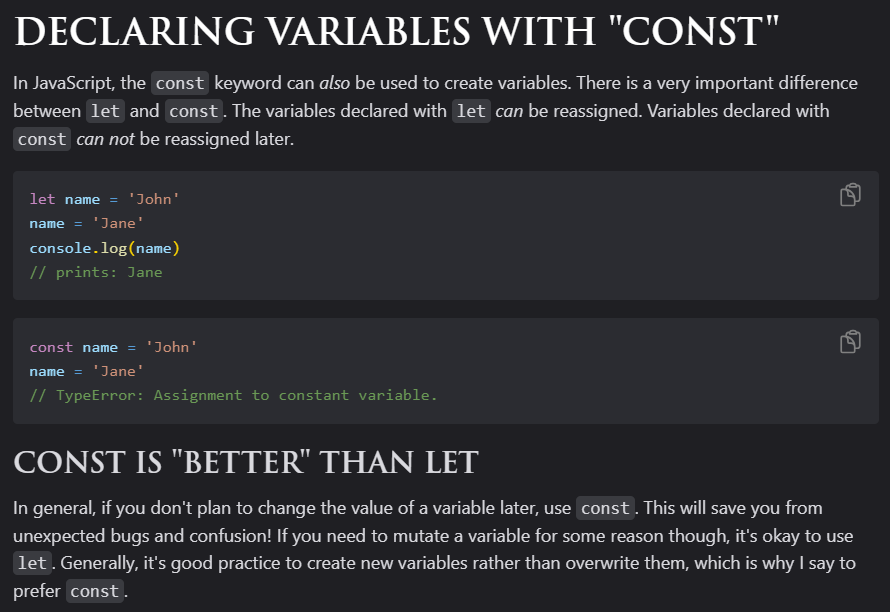 DECLARING VARIABLES WITH "CONST"
In JavaScript, the const keyword can also be used to create variables. There is a very important difference
between let and const. The variables declared with let can be reassigned. Variables declared with
const can not be reassigned later.
let name = 'John'
name = 'Jane'
console.log(name)
// prints: Jane
const name = 'John'
name = 'Jane'
// TypeError: Assignment to constant variable.
CONST IS "BETTER" THAN LET
In general, if you don't plan to change the value of a variable later, use const. This will save you from
unexpected bugs and confusion! If you need to mutate a variable for some reason though, it's okay to use
let. Generally, it's good practice to create new variables rather than overwrite them, which is why I say to
prefer const.